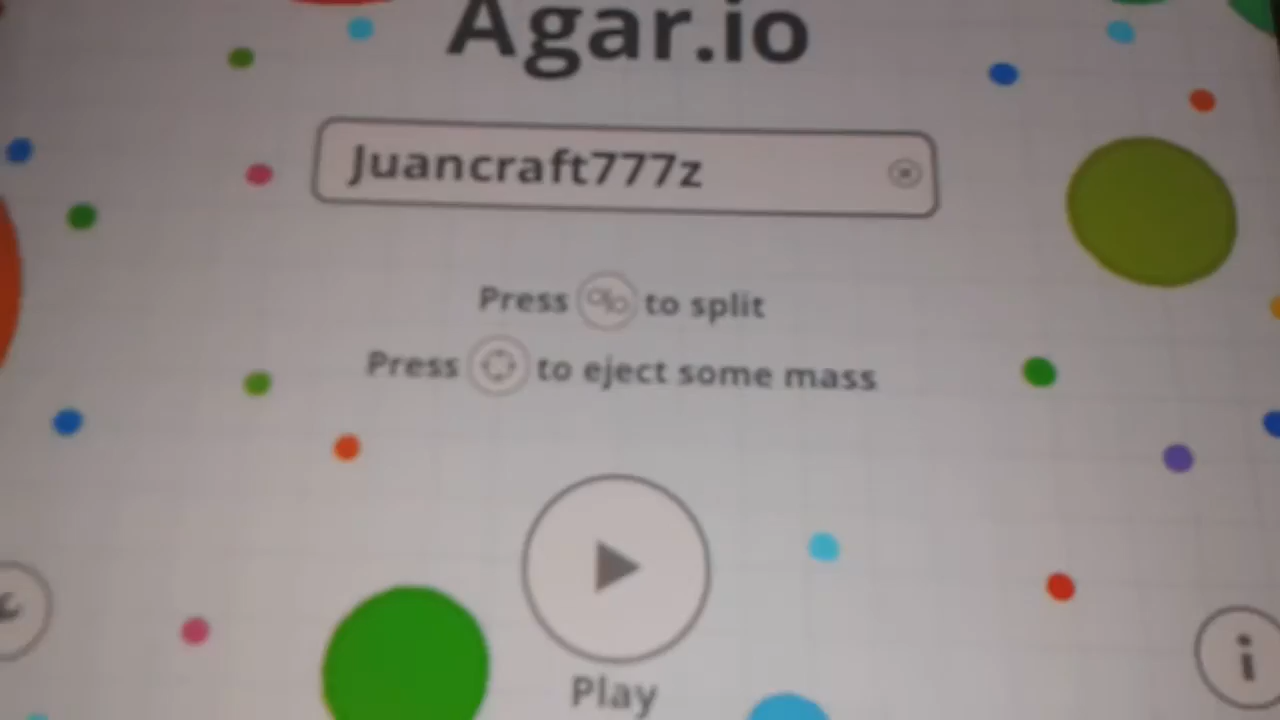 Agar.io
Juancraft777z
Press to split
Press to eject some mass
Play
i